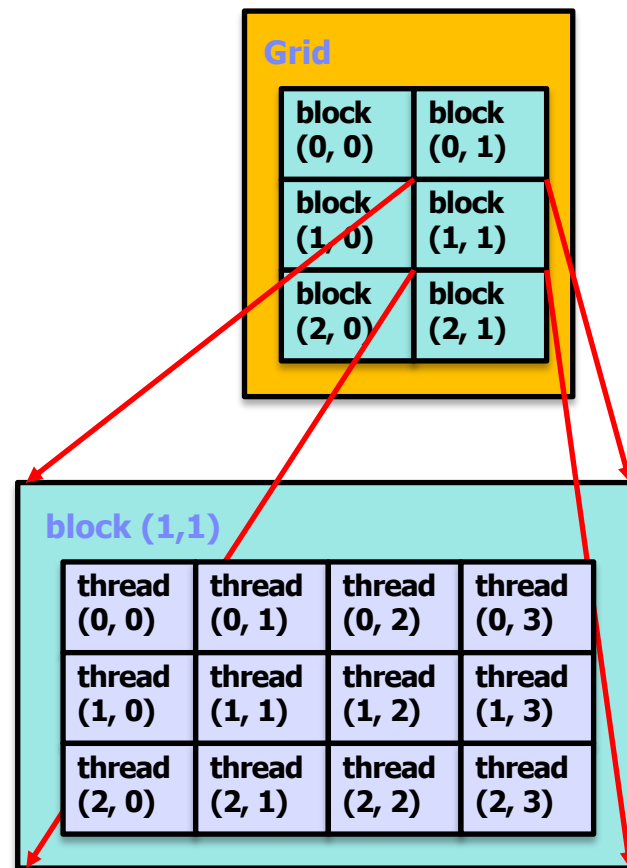 Grid
block block
(0, 0) (0, 1)
block block
(1, 0) (1, 1)
block block
(2, 0) (2, 1)
block (1,1)
thread thread thread thread
(0, 0) (0, 1) (0, 2) (0, 3)
thread thread thread thread
(1, 0) (1, 1) (1, 2) (1, 3)
thread thread thread thread
(2, 0) (2, 1) (2, 2) (2, 3)